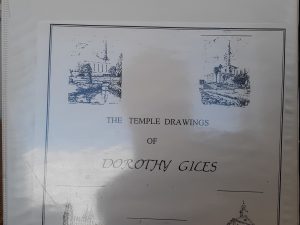 THE TEMPLE DRAWINGS
OF
DOROTHY GILES